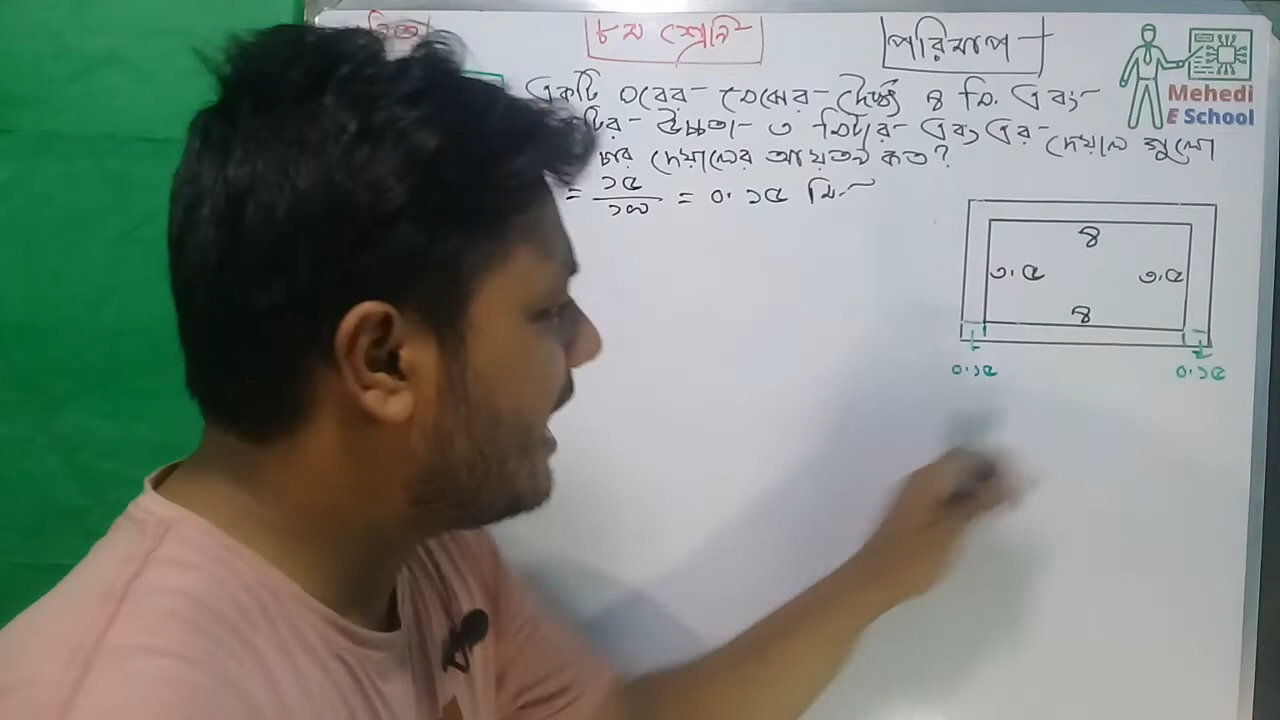 ৮ম শ্রেণি
পরিমাপ
Mehedi
E School
একটি ঘরের মেঝের দৈর্ঘ্য ৪ মি. এবং
টির উচ্চতা ৩ মিটার এবং এর দেয়াল গুলো
দেয়ালের আয়তন কত?
= ১৫/১০০ = ০.১৫ মি.
৪
৩.৫ ৩.৫
৪
০.১৫ ০.১৫